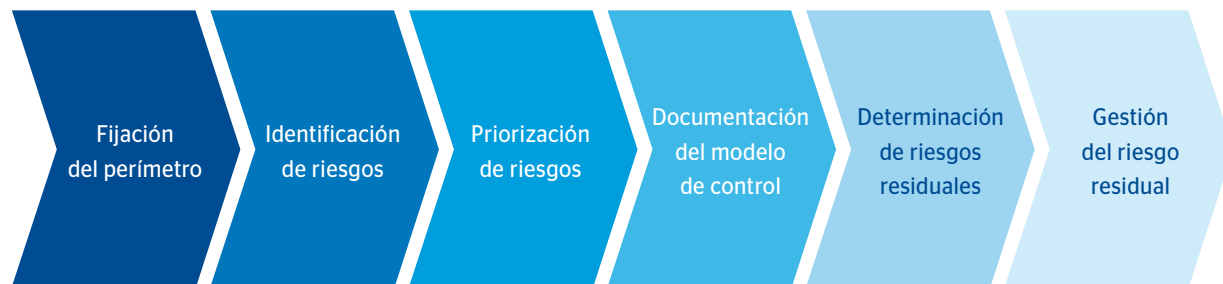 Fijación
del perímetro
Identificación
de riesgos
Priorización
de riesgos
Documentación
del modelo
de control
Determinación
de riesgos
residuales
Gestión
del riesgo
residual